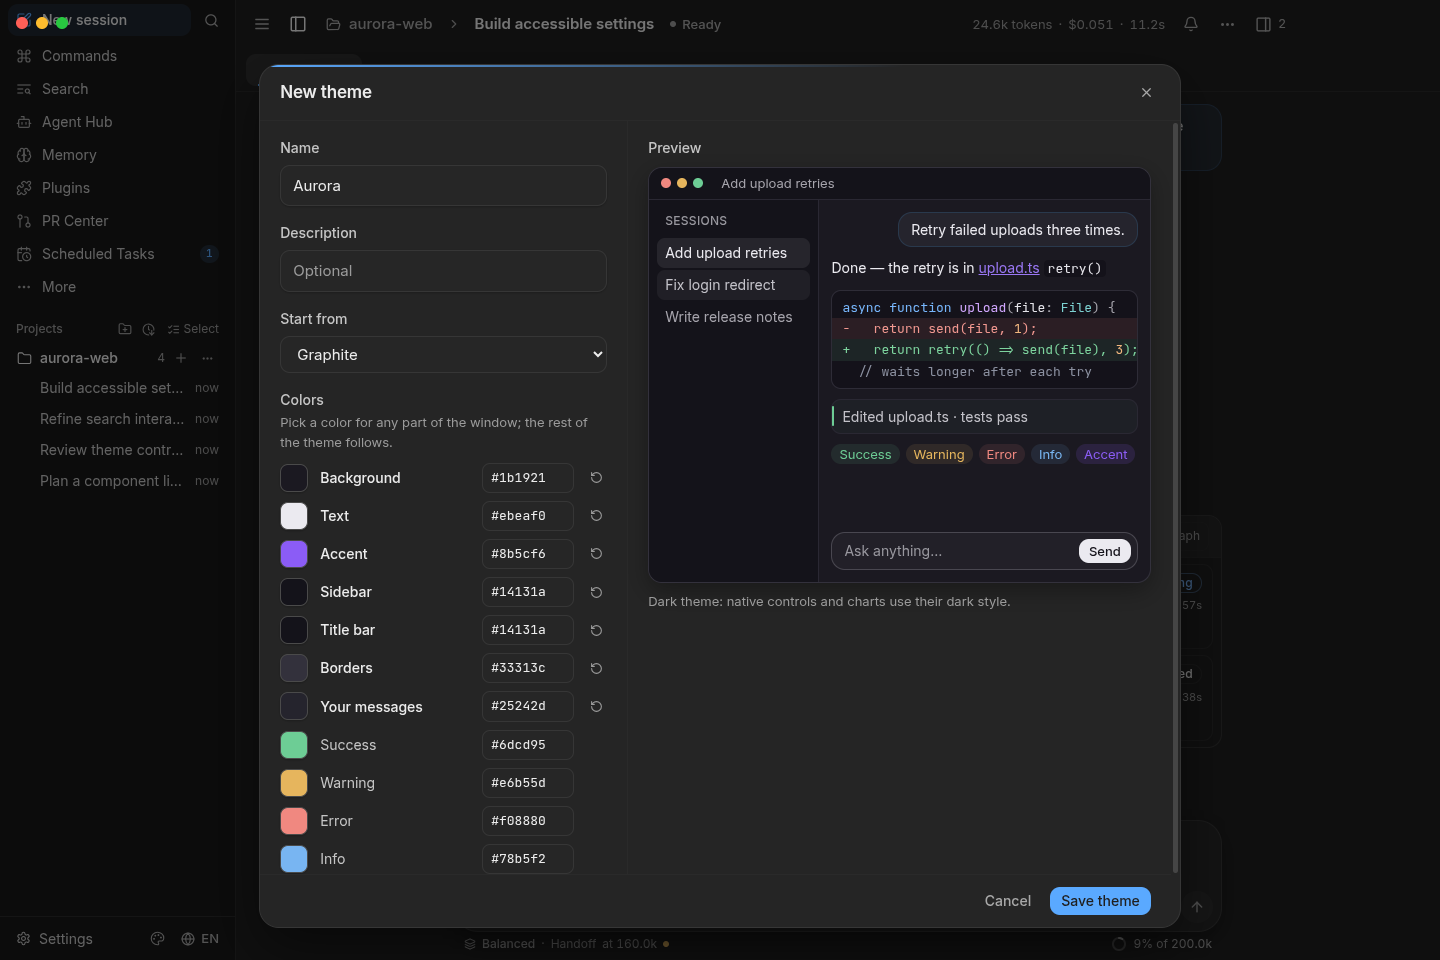 New session
Commands
Search
Agent Hub
Memory
Plugins
PR Center
Scheduled Tasks
1
More
Projects
Select
aurora-web
4
Build accessible set...
now
Refine search intera...
now
Review theme contr...
now
Plan a component li...
now
Settings
EN
aurora-web
Build accessible settings
Ready
24.6k tokens · $0.051 · 11.2s
2
New theme
Name
Aurora
Description
Optional
Start from
Graphite
Colors
Pick a color for any part of the window; the rest of
the theme follows.
Background
#1b1921
Text
#ebeaf0
Accent
#8b5cf6
Sidebar
#14131a
Title bar
#14131a
Borders
#33313c
Your messages
#25242d
Success
#6dcd95
Warning
#e6b55d
Error
#f08880
Info
#78b5f2
Preview
Add upload retries
SESSIONS
Add upload retries
Fix login redirect
Write release notes
Retry failed uploads three times.
Done — the retry is in upload.ts retry()
async function upload(file: File) {
-   return send(file, 1);
+   return retry(() => send(file), 3);
// waits longer after each try
Edited upload.ts · tests pass
Success
Warning
Error
Info
Accent
Ask anything...
Send
Dark theme: native controls and charts use their dark style.
57s
38s
Cancel
Save theme
Balanced · Handoff at 160.0k
9% of 200.0k